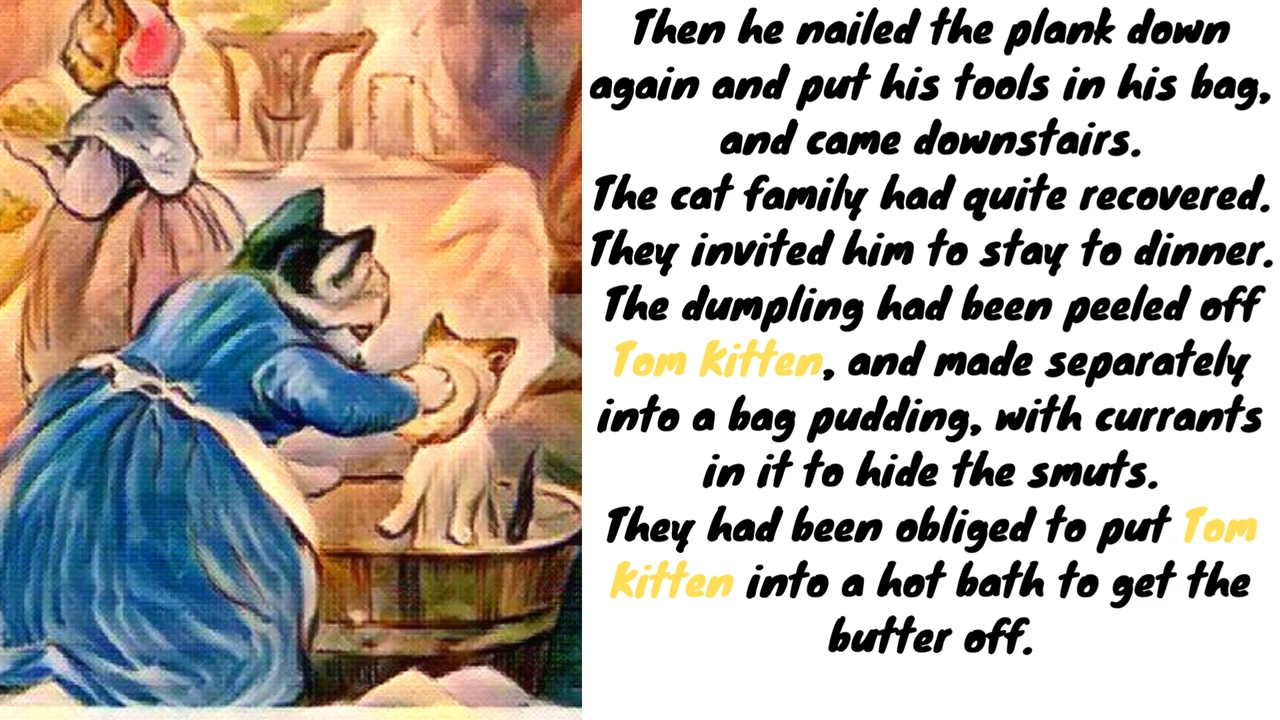 Then he nailed the plank down
again and put his tools in his bag,
and came downstairs.
The cat family had quite recovered.
They invited him to stay to dinner.
The dumpling had been peeled off
Tom Kitten, and made separately
into a bag pudding, with currants
in it to hide the smuts.
They had been obliged to put Tom
Kitten into a hot bath to get the
butter off.